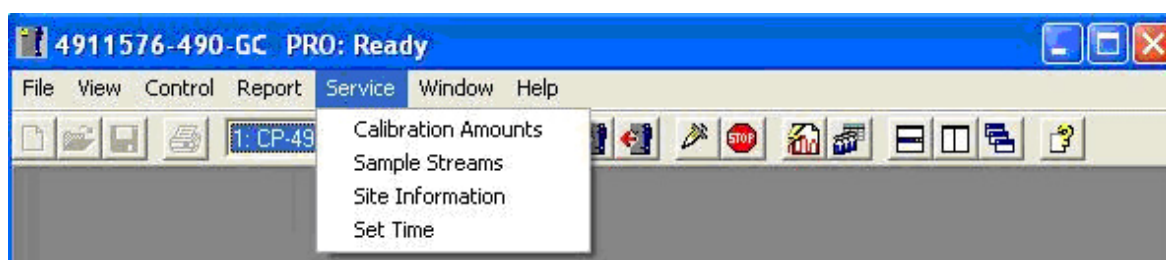 4911576-490-GC PRO: Ready
File View Control Report Service Window Help
1: CP-49
STOP
Calibration Amounts
Sample Streams
Site Information
Set Time